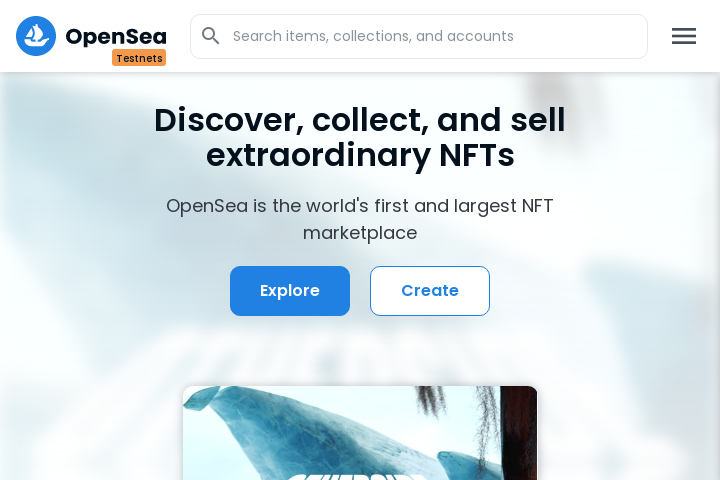 OpenSea
Testnets
Search items, collections, and accounts
Discover, collect, and sell
extraordinary NFTs
OpenSea is the world's first and largest NFT
marketplace
Explore
Create